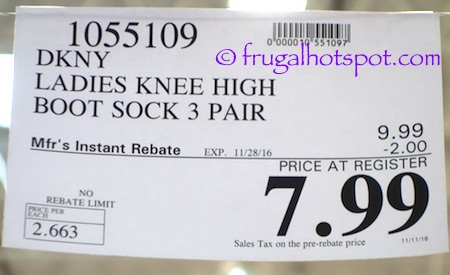 1055109
0000010551097
© frugalhotspot.com
DKNY
LADIES KNEE HIGH
BOOT SOCK 3 PAIR
9.99
Mfr's Instant Rebate EXP. 11/28/16 -2.00
PRICE AT REGISTER
7.99
NO
REBATE LIMIT
PRICE PER
EACH
2.663
Sales Tax on the pre-rebate price
11/11/16